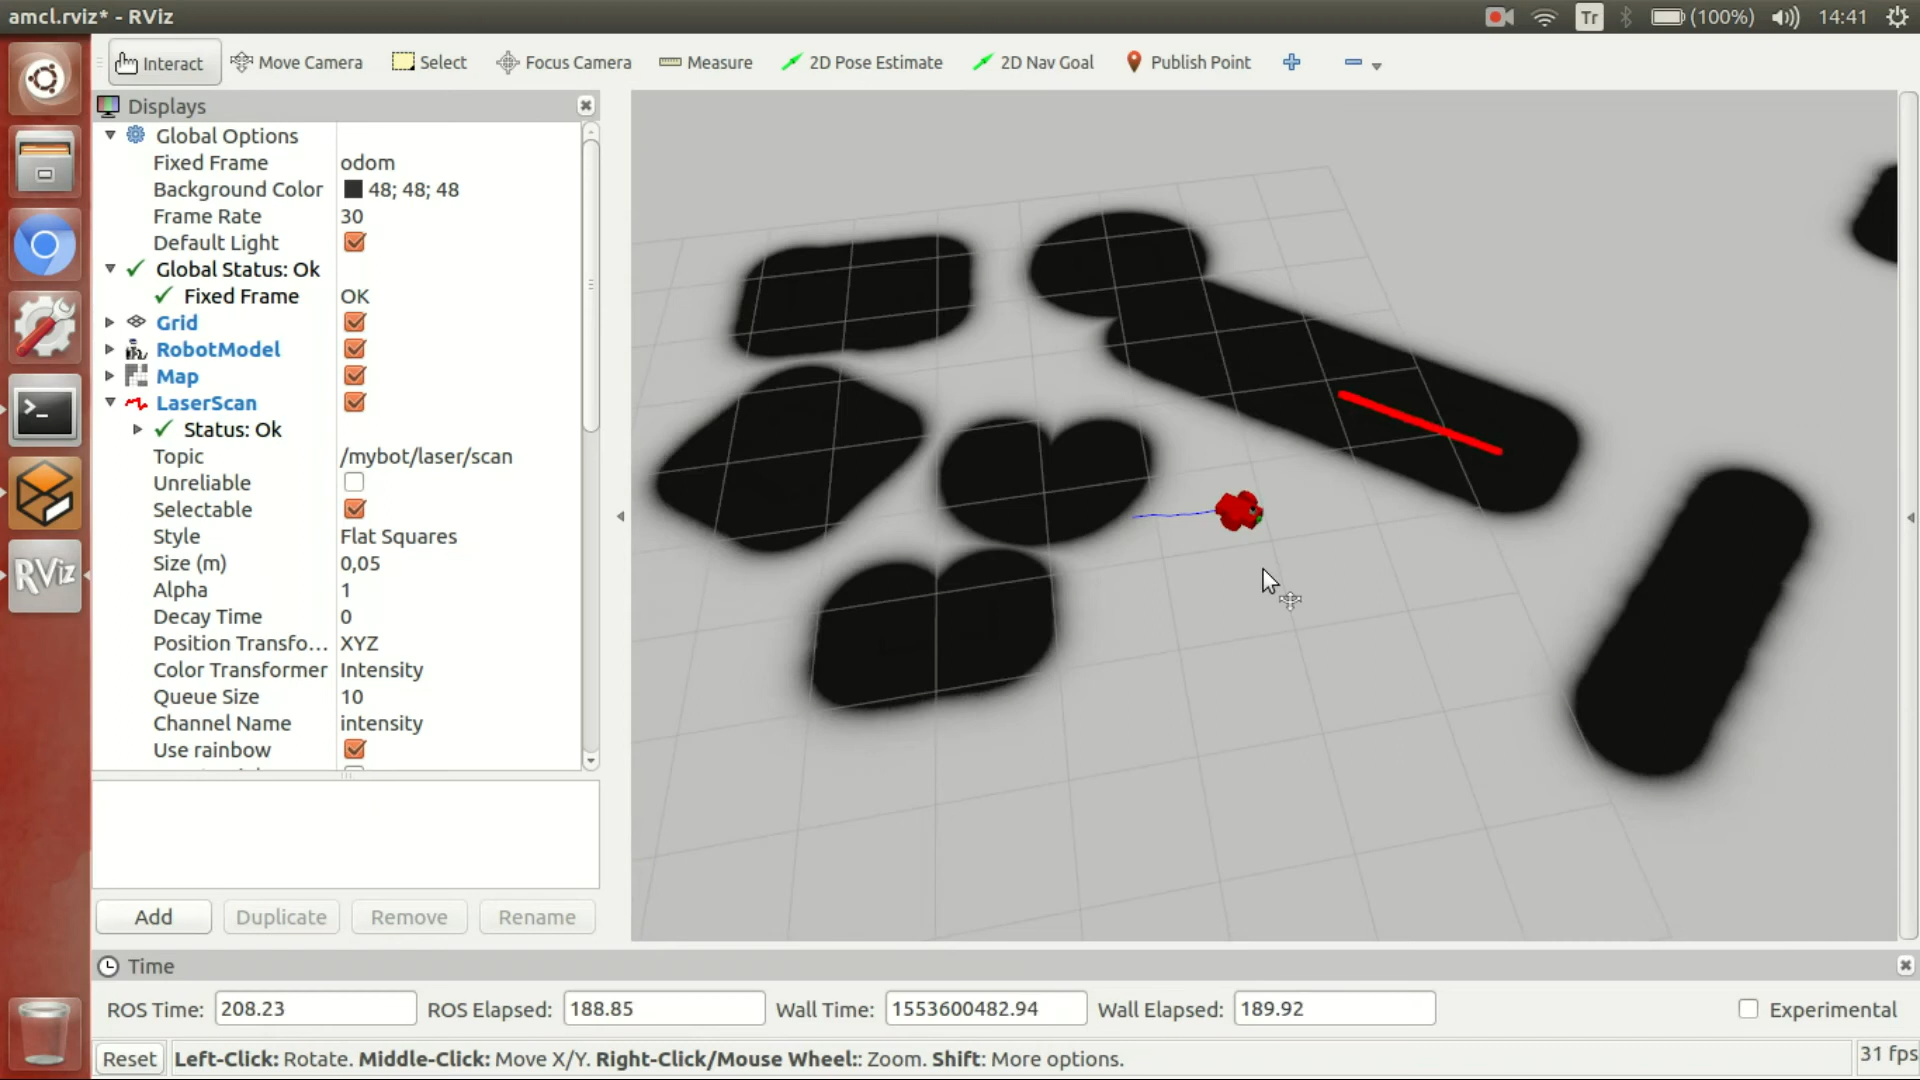 amcl.rviz* - RViz
Tr (100%) 14:41
Interact Move Camera Select Focus Camera Measure 2D Pose Estimate 2D Nav Goal Publish Point
Displays
Global Options
Fixed Frame odom
Background Color 48; 48; 48
Frame Rate 30
Default Light
Global Status: Ok
Fixed Frame OK
Grid
RobotModel
Map
LaserScan
Status: Ok
Topic /mybot/laser/scan
Unreliable
Selectable
Style Flat Squares
Size (m) 0,05
Alpha 1
Decay Time 0
Position Transfo... XYZ
Color Transformer Intensity
Queue Size 10
Channel Name intensity
Use rainbow
RViz
Add Duplicate Remove Rename
Time
ROS Time: 208.23 ROS Elapsed: 188.85 Wall Time: 1553600482.94 Wall Elapsed: 189.92 Experimental
Reset Left-Click: Rotate. Middle-Click: Move X/Y. Right-Click/Mouse Wheel:: Zoom. Shift: More options. 31 fps